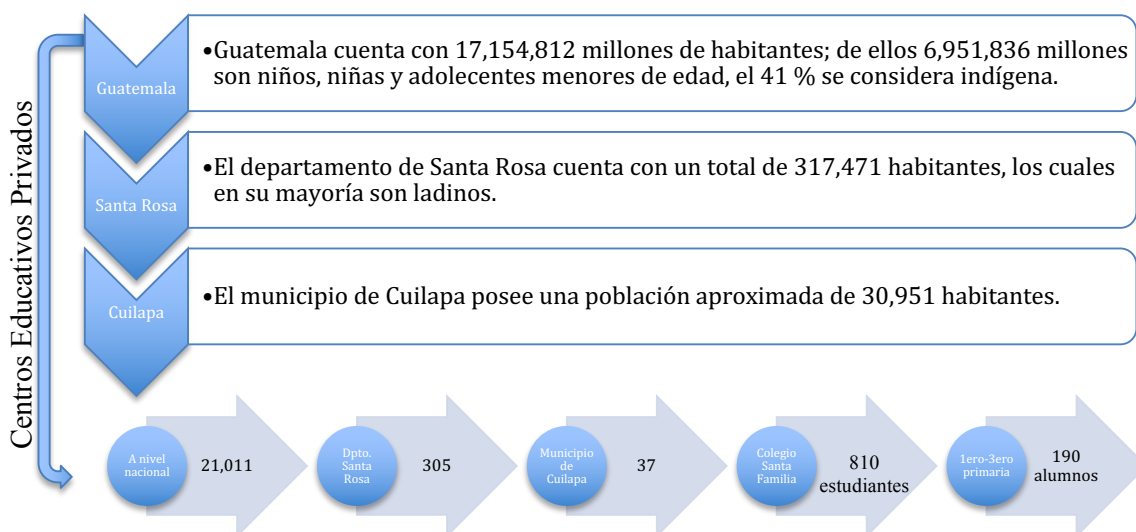 Centros Educativos Privados
Guatemala
•Guatemala cuenta con 17,154,812 millones de habitantes; de ellos 6,951,836 millones
son niños, niñas y adolecentes menores de edad, el 41 % se considera indígena.
Santa Rosa
•El departamento de Santa Rosa cuenta con un total de 317,471 habitantes, los cuales
en su mayoría son ladinos.
Cuilapa
•El municipio de Cuilapa posee una población aproximada de 30,951 habitantes.
A nivel
nacional
21,011
Dpto.
Santa
Rosa
305
Municipio
de
Cuilapa
37
Colegio
Santa
Familia
810
estudiantes
1ero-3ero
primaria
190
alumnos